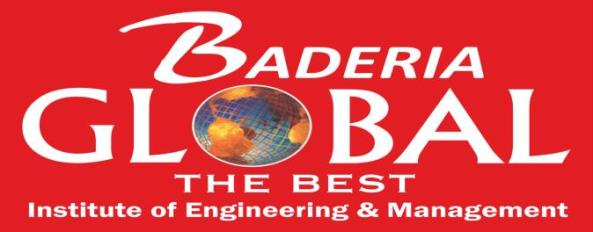 BADERIA
GLOBAL
THE BEST
Institute of Engineering & Management